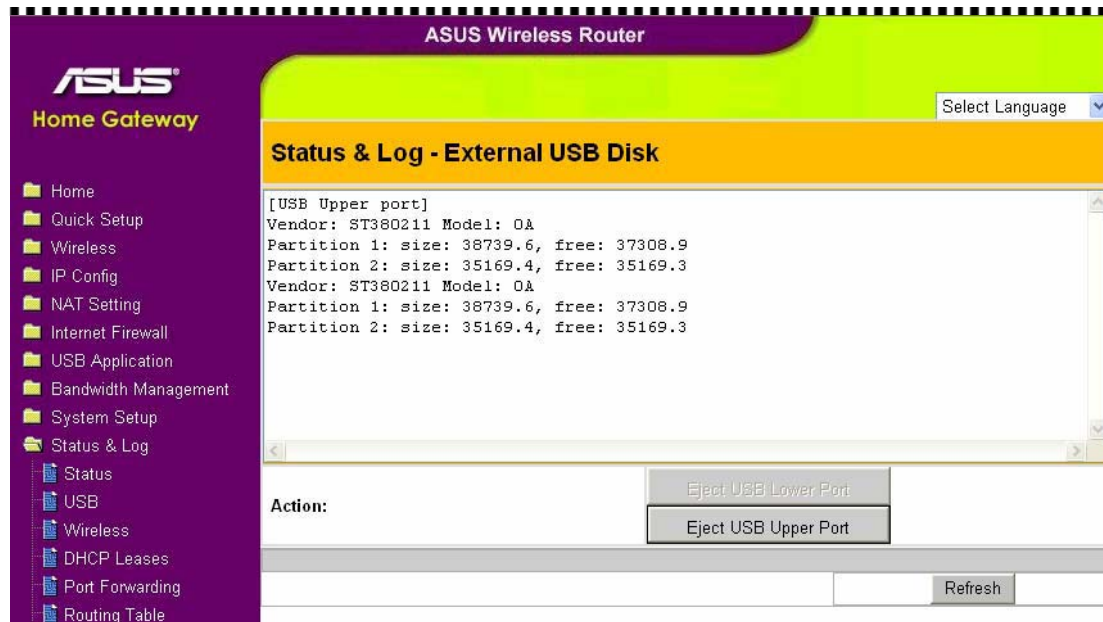 ASUS Wireless Router
ASUS
Home Gateway
Select Language
Status & Log - External USB Disk
Home
Quick Setup
Wireless
IP Config
NAT Setting
Internet Firewall
USB Application
Bandwidth Management
System Setup
Status & Log
Status
USB
Wireless
DHCP Leases
Port Forwarding
Routing Table
[USB Upper port]
Vendor: ST380211 Model: 0A
Partition 1: size: 38739.6, free: 37308.9
Partition 2: size: 35169.4, free: 35169.3
Vendor: ST380211 Model: 0A
Partition 1: size: 38739.6, free: 37308.9
Partition 2: size: 35169.4, free: 35169.3
Action:
Eject USB Lower Port
Eject USB Upper Port
Refresh